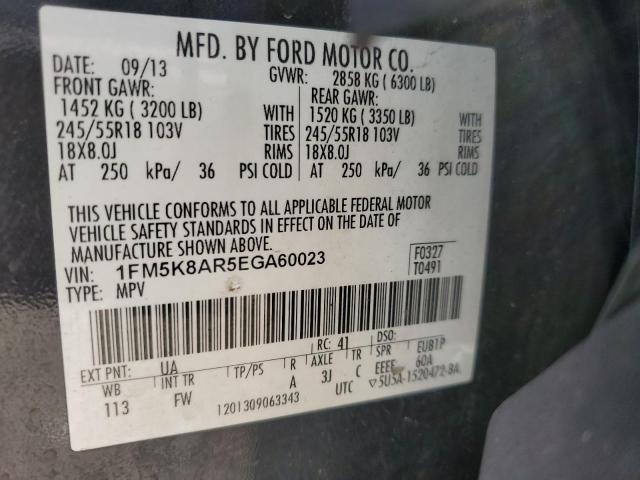 MFD. BY FORD MOTOR CO.
DATE: 09/13 GVWR: 2858 KG ( 6300 LB)
FRONT GAWR: REAR GAWR:
1452 KG ( 3200 LB) WITH 1520 KG ( 3350 LB) WITH
245/55R18 103V TIRES 245/55R18 103V TIRES
18X8.0J RIMS 18X8.0J RIMS
AT 250 kPa/ 36 PSI COLD AT 250 kPa/ 36 PSI COLD
THIS VEHICLE CONFORMS TO ALL APPLICABLE FEDERAL MOTOR
VEHICLE SAFETY STANDARDS IN EFFECT ON THE DATE OF
MANUFACTURE SHOWN ABOVE.
VIN: 1FM5K8AR5EGA60023 F0327
TYPE: MPV T0491
EXT PNT: UA RC: 41 DSO:
WB INT TR TP/PS R AXLE TR SPR EUB1P
113 FW A 3J C EEEE 60A
1201309063343 UTC ▽5U5A-1520472-8A